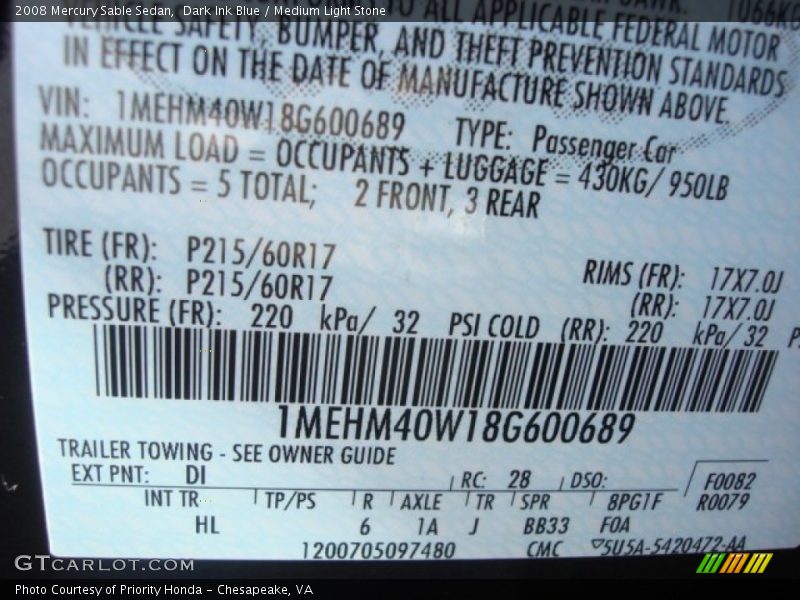 2008 Mercury Sable Sedan, Dark Ink Blue / Medium Light Stone
TO ALL APPLICABLE FEDERAL MOTOR
VEHICLE SAFETY, BUMPER, AND THEFT PREVENTION STANDARDS
IN EFFECT ON THE DATE OF MANUFACTURE SHOWN ABOVE.
VIN: 1MEHM40W18G600689 TYPE: Passenger Car
MAXIMUM LOAD = OCCUPANTS + LUGGAGE = 430KG/ 950LB
OCCUPANTS = 5 TOTAL; 2 FRONT, 3 REAR
TIRE (FR): P215/60R17 RIMS (FR): 17X7.0J
(RR): P215/60R17 (RR): 17X7.0J
PRESSURE (FR): 220 kPa/ 32 PSI COLD (RR): 220 kPa/ 32
1MEHM40W18G600689
TRAILER TOWING - SEE OWNER GUIDE
EXT PNT: DI RC: 28 DSO: F0082
INT TR TP/PS R AXLE TR SPR 8PG1F R0079
HL 6 1A J BB33 F0A
1200705097480 CMC ▽5U5A-5420472-AA
GTCARLOT.COM
Photo Courtesy of Priority Honda - Chesapeake, VA